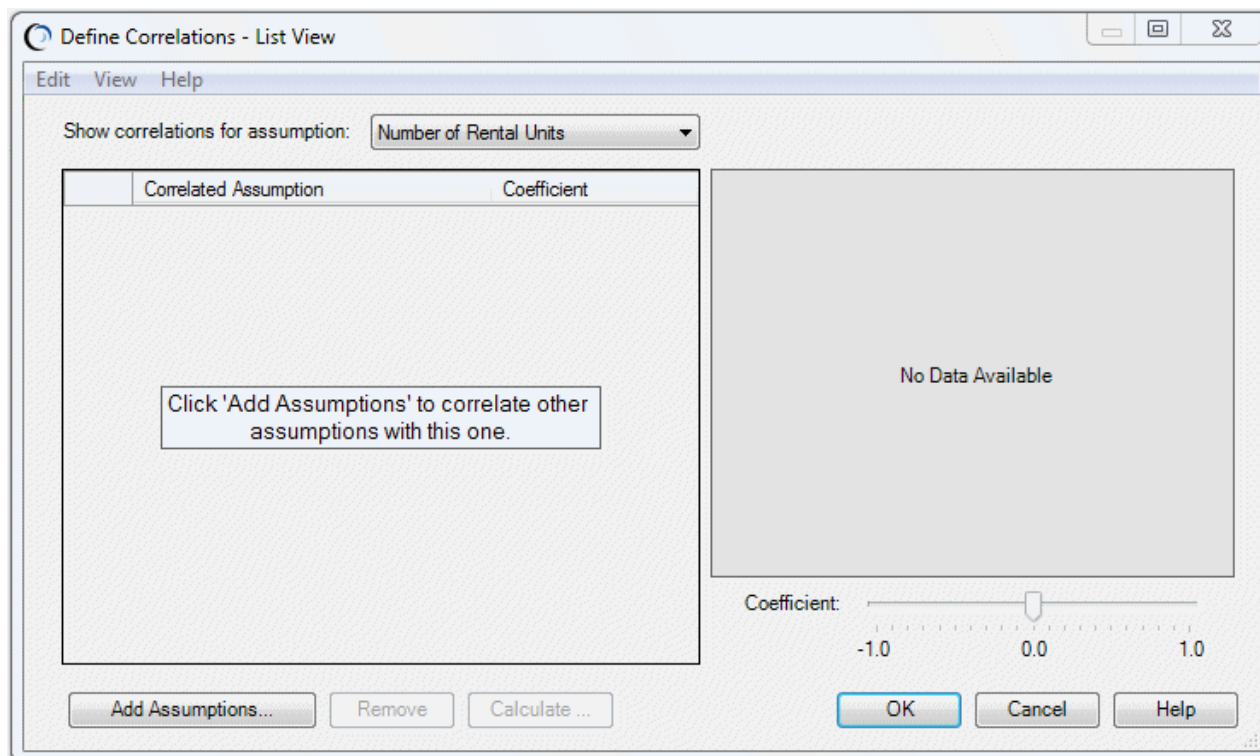 Define Correlations - List View
Edit View Help
Show correlations for assumption: Number of Rental Units
Correlated Assumption Coefficient
Click 'Add Assumptions' to correlate other
assumptions with this one.
No Data Available
Coefficient:
-1.0 0.0 1.0
Add Assumptions... Remove Calculate ... OK Cancel Help